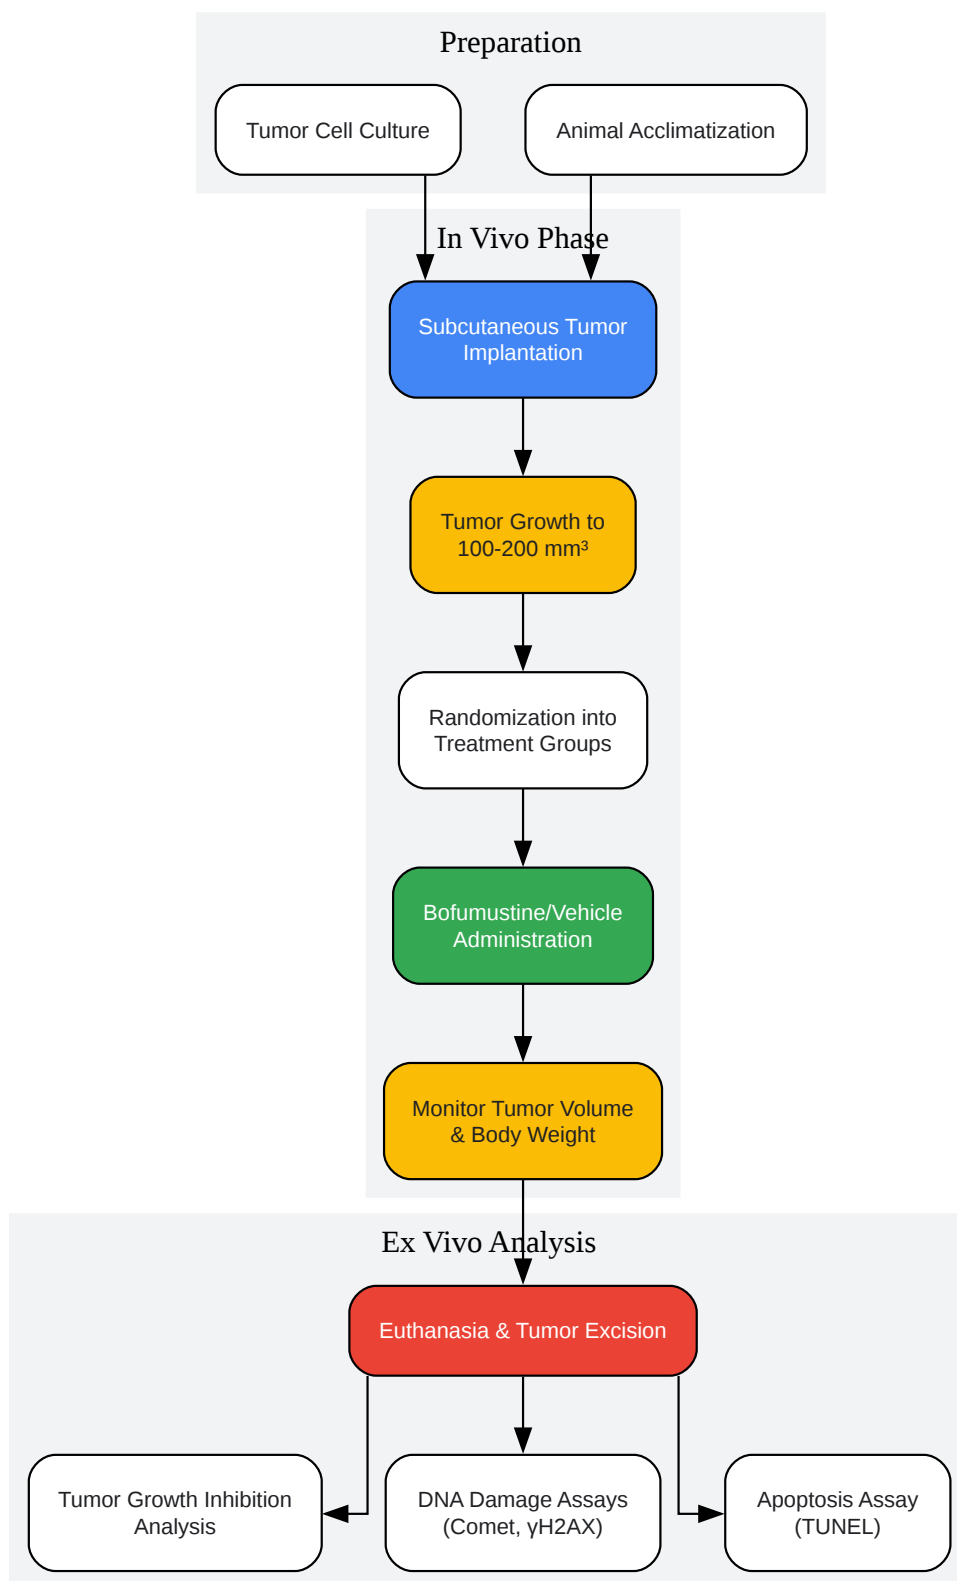 Preparation
Tumor Cell Culture
Animal Acclimatization
In Vivo Phase
Subcutaneous Tumor
Implantation
Tumor Growth to
100-200 mm³
Randomization into
Treatment Groups
Bofumustine/Vehicle
Administration
Monitor Tumor Volume
& Body Weight
Ex Vivo Analysis
Euthanasia & Tumor Excision
Tumor Growth Inhibition
Analysis
DNA Damage Assays
(Comet, γH2AX)
Apoptosis Assay
(TUNEL)